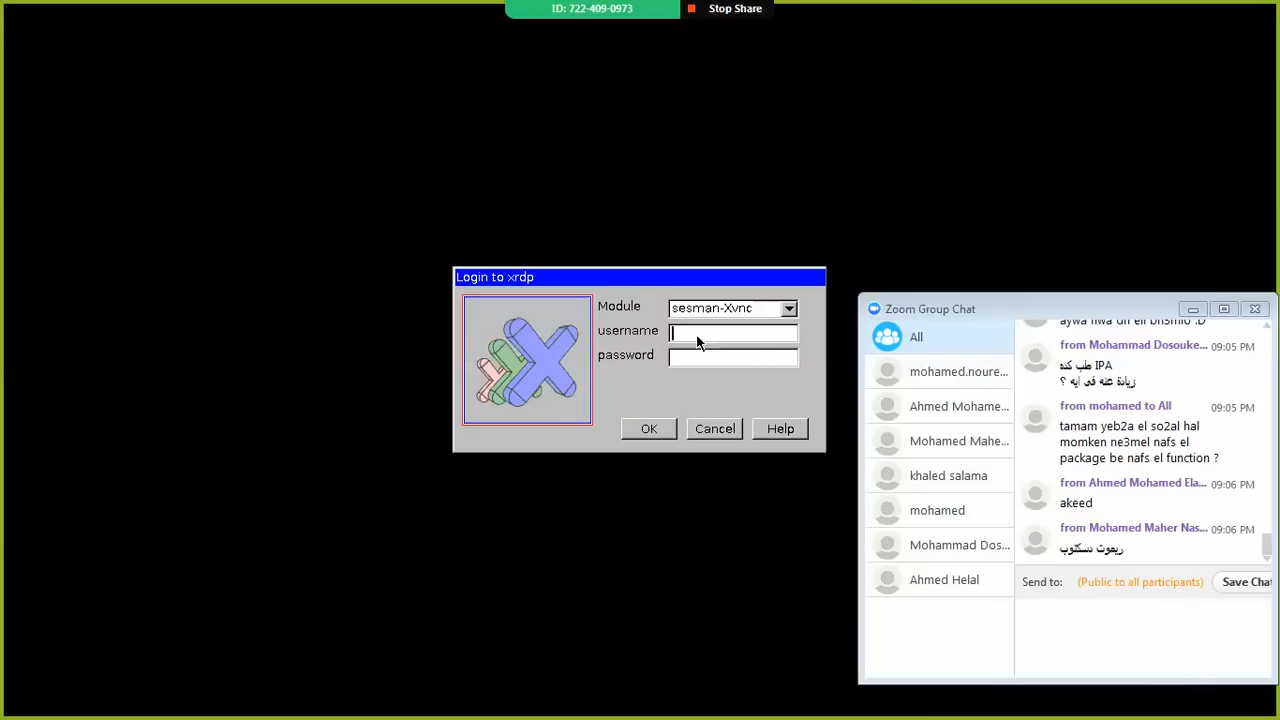 ID: 722-409-0973
Stop Share
Login to xrdp
Module
sesman-Xvnc
username
password
OK
Cancel
Help
Zoom Group Chat
All
mohamed.noure...
Ahmed Mohame...
Mohamed Mahe...
khaled salama
mohamed
Mohammad Dos...
Ahmed Helal
from Mohammad Dosouke... 09:05 PM
طب كده IPA
زيادة عنه فى ايه ؟
from mohamed to All 09:05 PM
tamam yeb2a el so2al hal
momken ne3mel nafs el
package be nafs el function ?
from Ahmed Mohamed Ela... 09:06 PM
akeed
from Mohamed Maher Nas... 09:06 PM
ريموت دسكتوب
Send to:
(Public to all participants)
Save Chat